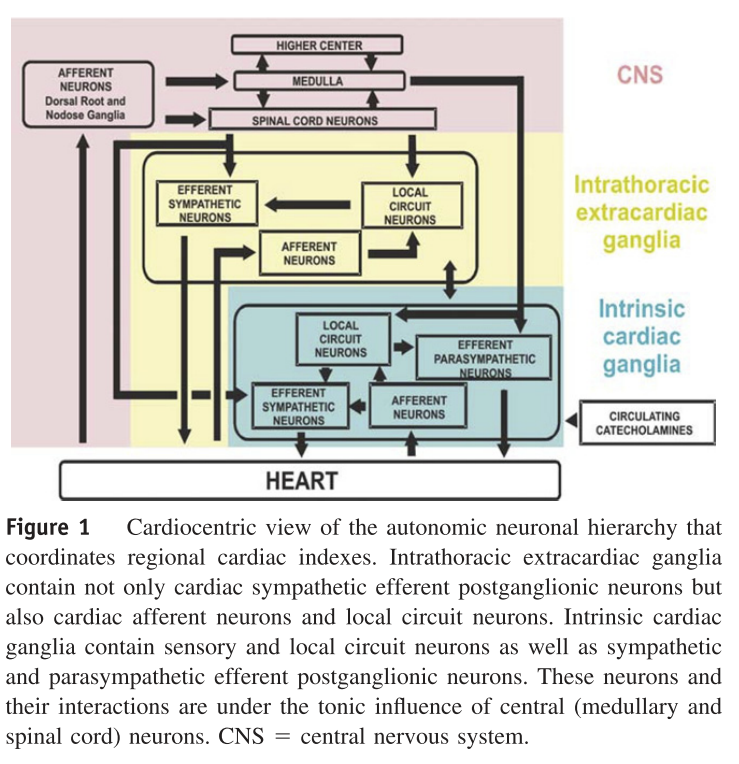 HIGHER CENTER
CNS
AFFERENT
NEURONS
Dorsal Root and
Nodose Ganglia
MEDULLA
SPINAL CORD NEURONS
Intrathoracic
extracardiac
ganglia
EFFERENT
SYMPATHETIC
NEURONS
LOCAL
CIRCUIT
NEURONS
AFFERENT
NEURONS
Intrinsic
cardiac
ganglia
LOCAL
CIRCUIT
NEURONS
EFFERENT
PARASYMPATHETIC
NEURONS
EFFERENT
SYMPATHETIC
NEURONS
AFFERENT
NEURONS
CIRCULATING
CATECHOLAMINES
HEART
Figure 1 Cardiocentric view of the autonomic neuronal hierarchy that
coordinates regional cardiac indexes. Intrathoracic extracardiac ganglia
contain not only cardiac sympathetic efferent postganglionic neurons but
also cardiac afferent neurons and local circuit neurons. Intrinsic cardiac
ganglia contain sensory and local circuit neurons as well as sympathetic
and parasympathetic efferent postganglionic neurons. These neurons and
their interactions are under the tonic influence of central (medullary and
spinal cord) neurons. CNS = central nervous system.